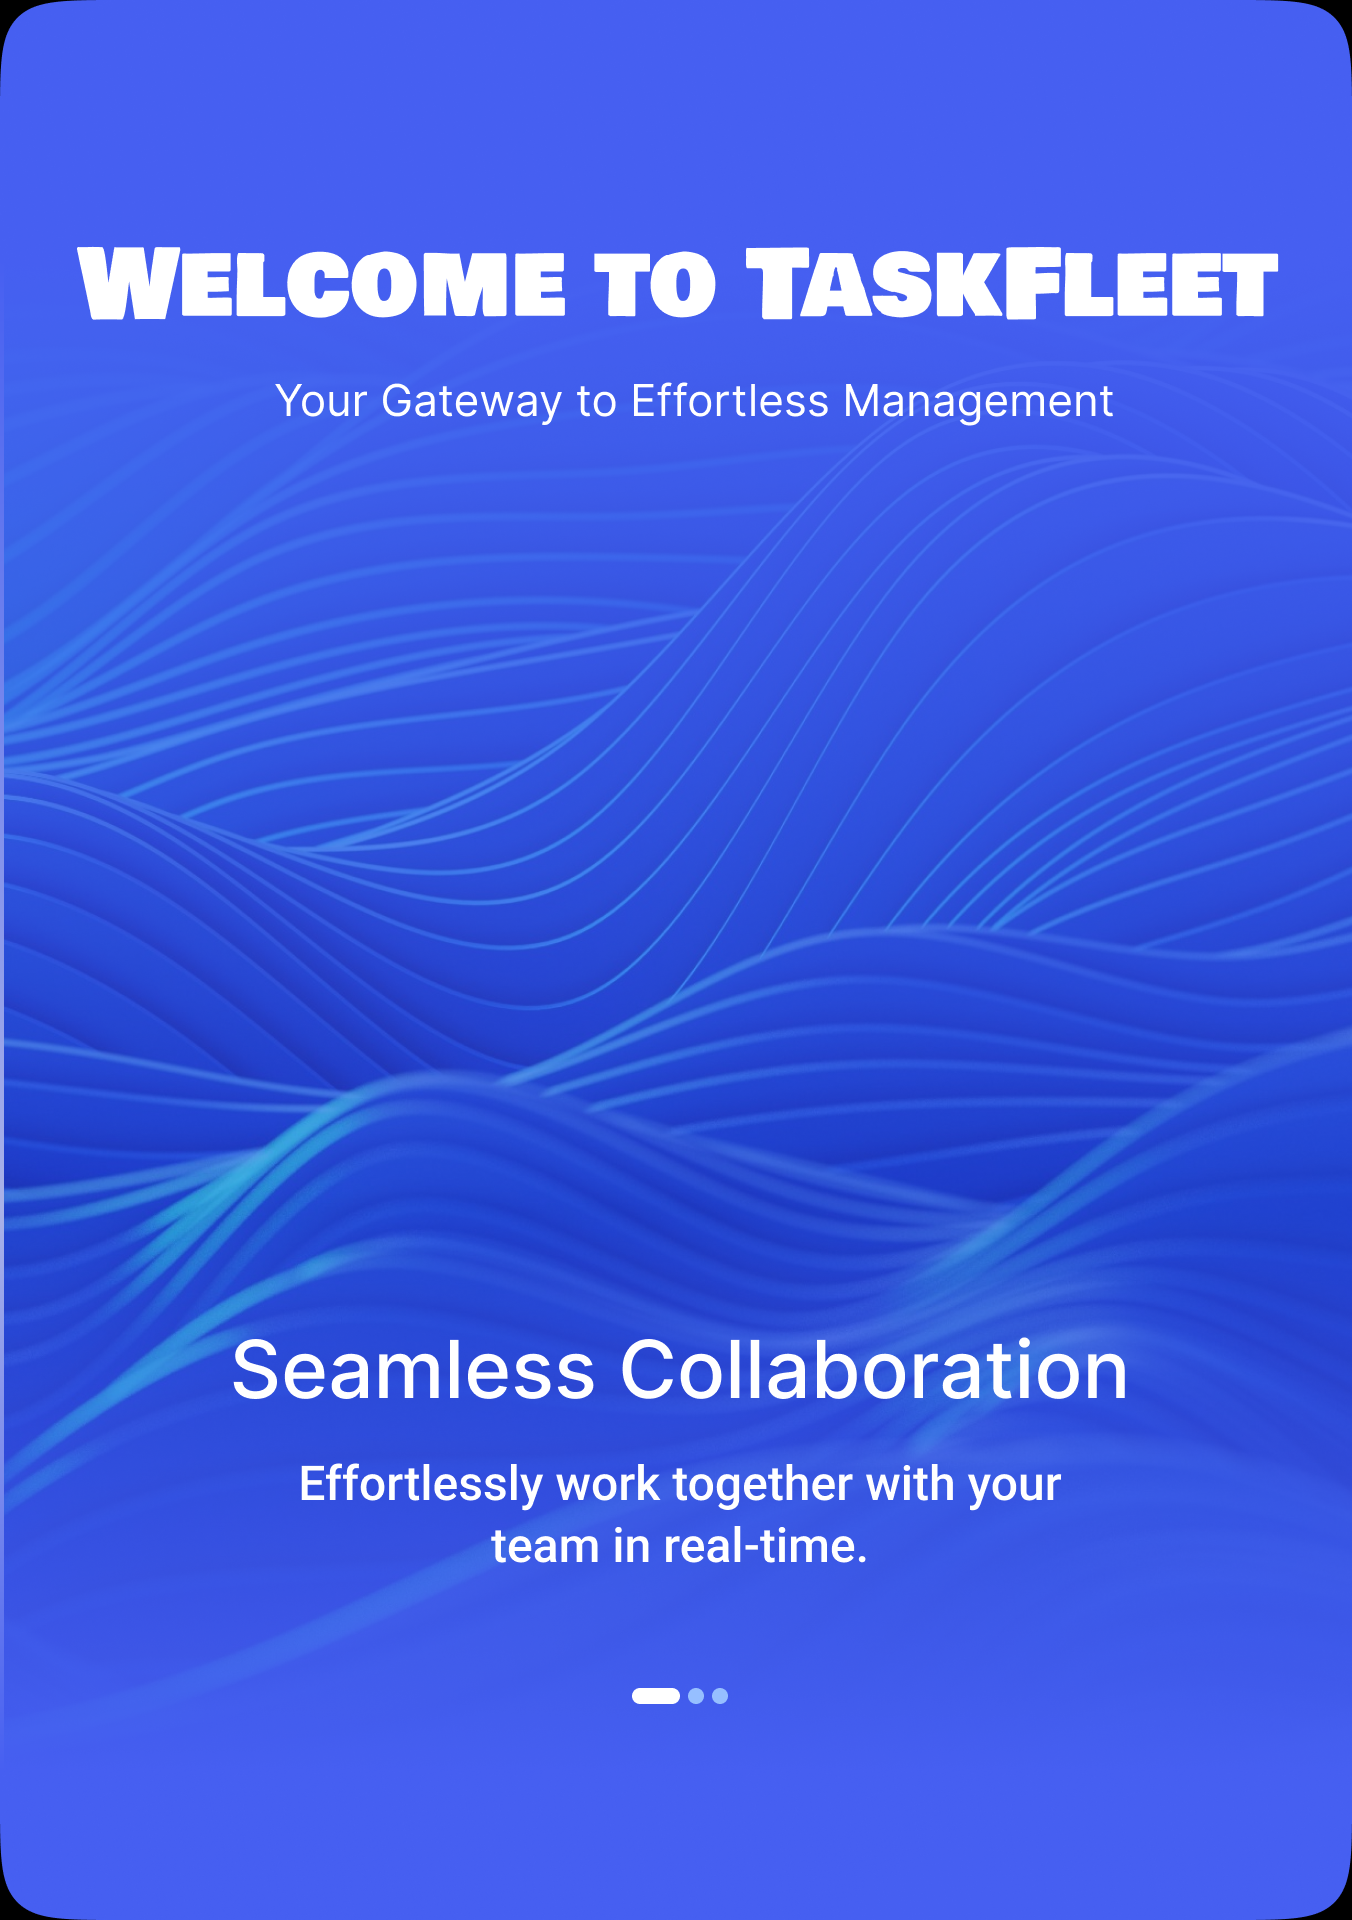 Welcome to TaskFleet
Your Gateway to Effortless Management
Seamless Collaboration
Effortlessly work together with your
team in real-time.